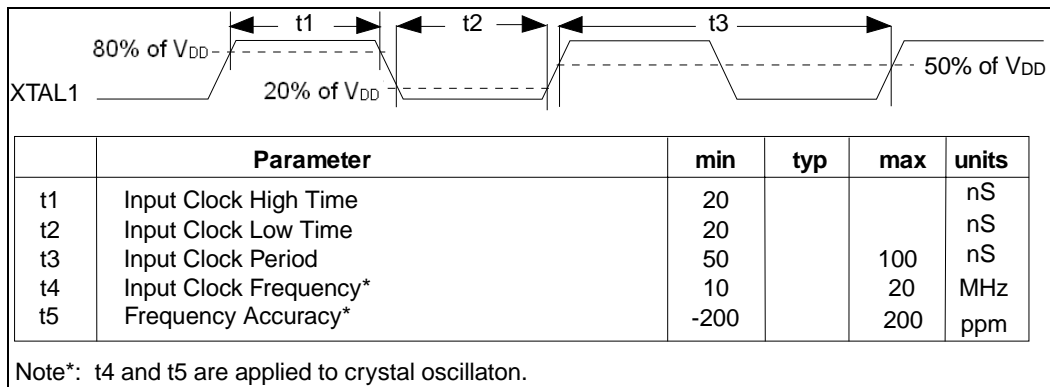 t1 t2 t3
80% of VDD
50% of VDD
XTAL1 20% of VDD
Parameter min typ max units
t1 Input Clock High Time 20 nS
t2 Input Clock Low Time 20 nS
t3 Input Clock Period 50 100 nS
t4 Input Clock Frequency* 10 20 MHz
t5 Frequency Accuracy* -200 200 ppm
Note*: t4 and t5 are applied to crystal oscillaton.